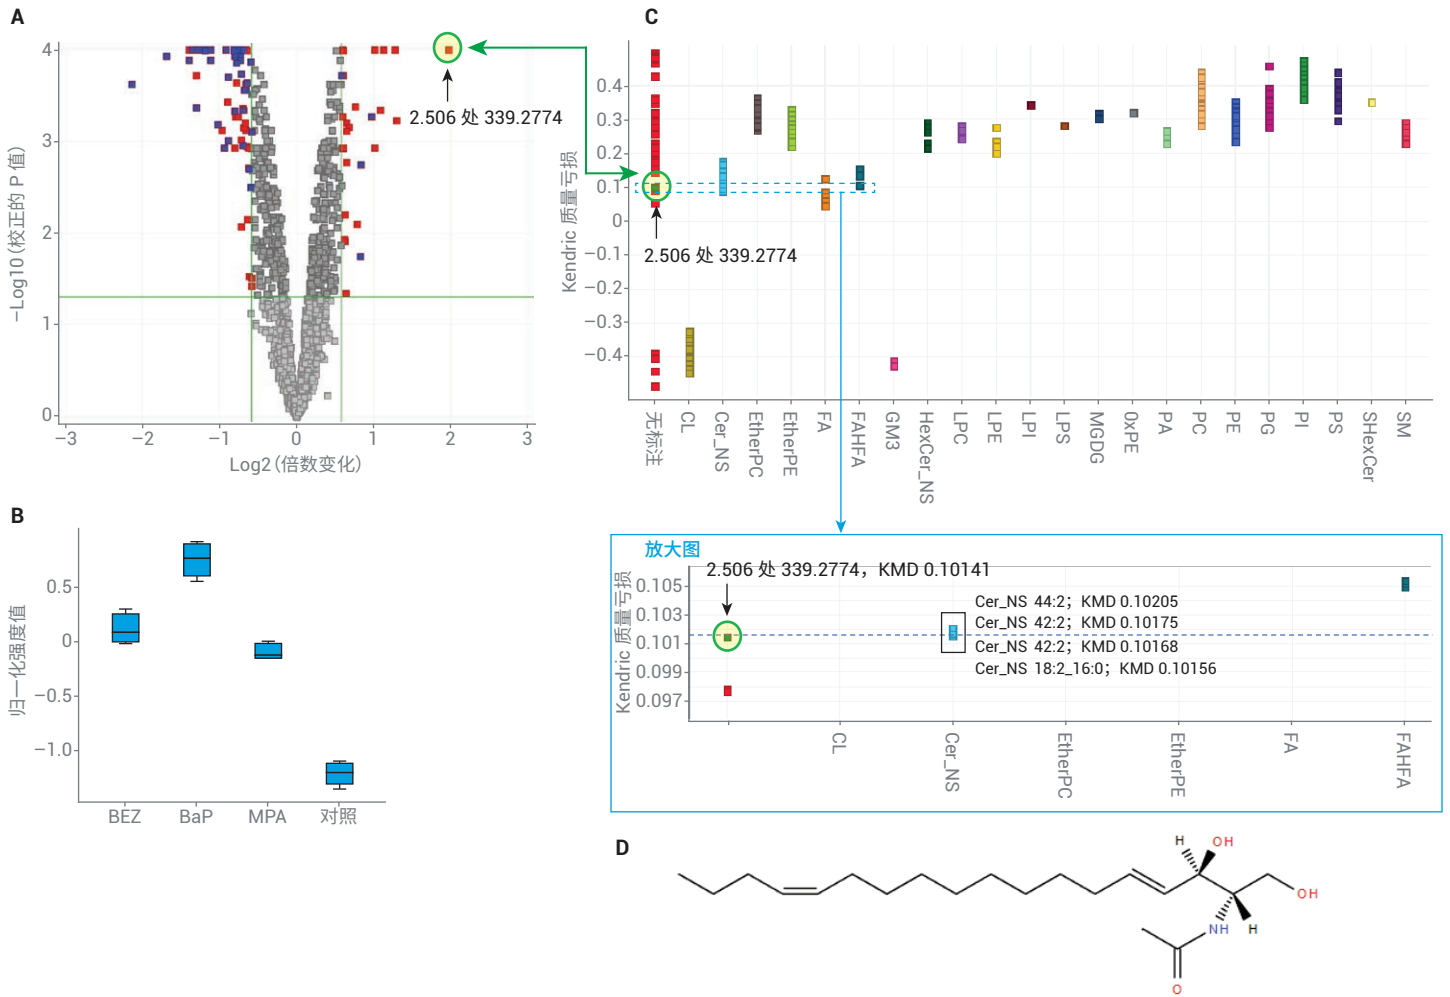 A
4
3
2
1
0
−Log10（校正的 P 值）
−3
−2
−1
0
1
2
3
Log2（倍数变化）
2.506 处 339.2774
C
0.4
0.3
0.2
0.1
0
−0.1
−0.2
−0.3
−0.4
Kendric 质量亏损
2.506 处 339.2774
无标注
CL
Cer_NS
EtherPC
EtherPE
FA
FAHFA
GM3
HexCer_NS
LPC
LPE
LPI
LPS
MGDG
0xPE
PA
PC
PE
PG
PI
PS
SHexCer
SM
B
0.5
0
−0.5
−1.0
归一化强度值
BEZ
BaP
MPA
对照
放大图
2.506 处 339.2774，KMD 0.10141
0.105
0.103
0.101
0.099
0.097
Kendric 质量亏损
Cer_NS 44:2；KMD 0.10205
Cer_NS 42:2；KMD 0.10175
Cer_NS 42:2；KMD 0.10168
Cer_NS 18:2_16:0；KMD 0.10156
CL
Cer_NS
EtherPC
EtherPE
FA
FAHFA
D
H
OH
OH
NH
H
O